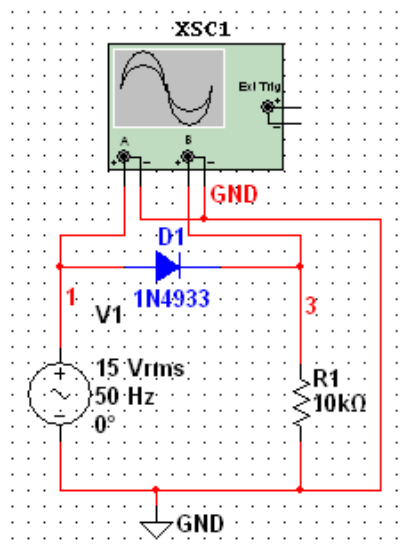 XSC1
Ext Trig
+
-
A
B
+ -
+ -
GND
D1
1N4933
1
3
V1
15 Vrms
50 Hz
0°
R1
10kΩ
GND